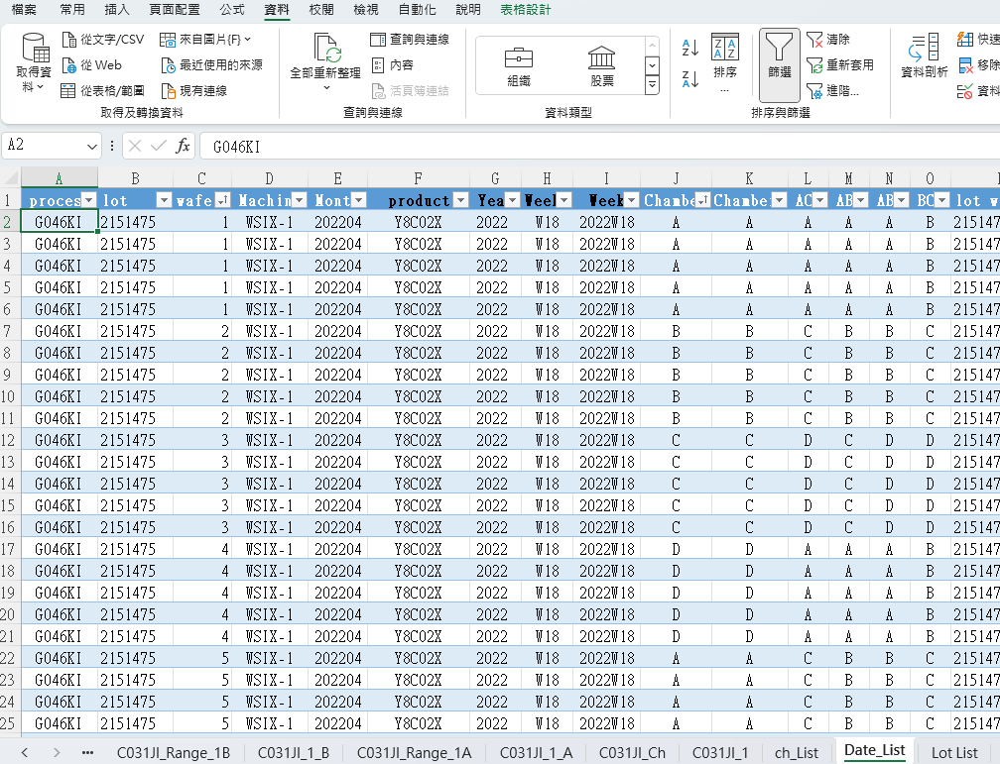 檔案 常用 插入 頁面配置 公式 資料 校閱 檢視 自動化 說明 表格設計
取得資料
從文字/CSV
從 Web
從表格/範圍
來自圖片(F)
最近使用的來源
現有連線
取得及轉換資料
全部重新整理
查詢與連線
內容
活頁簿連結
查詢與連線
組織
股票
資料類型
排序
...
篩選
清除
重新套用
進階...
排序與篩選
資料剖析
快速
移除
資料
A2 fx G046KI
A B C D E F G H I J K L M N O
1 proces lot wafe Machin Mont product Yea Weel Week Chambe Chambe AC AB AB BC lot w
2 G046KI 2151475 1 WSIX-1 202204 Y8C02X 2022 W18 2022W18 A A A A A B 215147
3 G046KI 2151475 1 WSIX-1 202204 Y8C02X 2022 W18 2022W18 A A A A A B 215147
4 G046KI 2151475 1 WSIX-1 202204 Y8C02X 2022 W18 2022W18 A A A A A B 215147
5 G046KI 2151475 1 WSIX-1 202204 Y8C02X 2022 W18 2022W18 A A A A A B 215147
6 G046KI 2151475 1 WSIX-1 202204 Y8C02X 2022 W18 2022W18 A A A A A B 215147
7 G046KI 2151475 2 WSIX-1 202204 Y8C02X 2022 W18 2022W18 B B C B B C 215147
8 G046KI 2151475 2 WSIX-1 202204 Y8C02X 2022 W18 2022W18 B B C B B C 215147
9 G046KI 2151475 2 WSIX-1 202204 Y8C02X 2022 W18 2022W18 B B C B B C 215147
10 G046KI 2151475 2 WSIX-1 202204 Y8C02X 2022 W18 2022W18 B B C B B C 215147
11 G046KI 2151475 2 WSIX-1 202204 Y8C02X 2022 W18 2022W18 B B C B B C 215147
12 G046KI 2151475 3 WSIX-1 202204 Y8C02X 2022 W18 2022W18 C C D C D D 215147
13 G046KI 2151475 3 WSIX-1 202204 Y8C02X 2022 W18 2022W18 C C D C D D 215147
14 G046KI 2151475 3 WSIX-1 202204 Y8C02X 2022 W18 2022W18 C C D C D D 215147
15 G046KI 2151475 3 WSIX-1 202204 Y8C02X 2022 W18 2022W18 C C D C D D 215147
16 G046KI 2151475 3 WSIX-1 202204 Y8C02X 2022 W18 2022W18 C C D C D D 215147
17 G046KI 2151475 4 WSIX-1 202204 Y8C02X 2022 W18 2022W18 D D A A A B 215147
18 G046KI 2151475 4 WSIX-1 202204 Y8C02X 2022 W18 2022W18 D D A A A B 215147
19 G046KI 2151475 4 WSIX-1 202204 Y8C02X 2022 W18 2022W18 D D A A A B 215147
20 G046KI 2151475 4 WSIX-1 202204 Y8C02X 2022 W18 2022W18 D D A A A B 215147
21 G046KI 2151475 4 WSIX-1 202204 Y8C02X 2022 W18 2022W18 D D A A A B 215147
22 G046KI 2151475 5 WSIX-1 202204 Y8C02X 2022 W18 2022W18 A A C B B C 215147
23 G046KI 2151475 5 WSIX-1 202204 Y8C02X 2022 W18 2022W18 A A C B B C 215147
24 G046KI 2151475 5 WSIX-1 202204 Y8C02X 2022 W18 2022W18 A A C B B C 215147
25 G046KI 2151475 5 WSIX-1 202204 Y8C02X 2022 W18 2022W18 A A C B B C 215147
... C031JI_Range_1B C031JI_1_B C031JI_Range_1A C031JI_1_A C031JI_Ch C031JI_1 ch_List Date_List Lot List